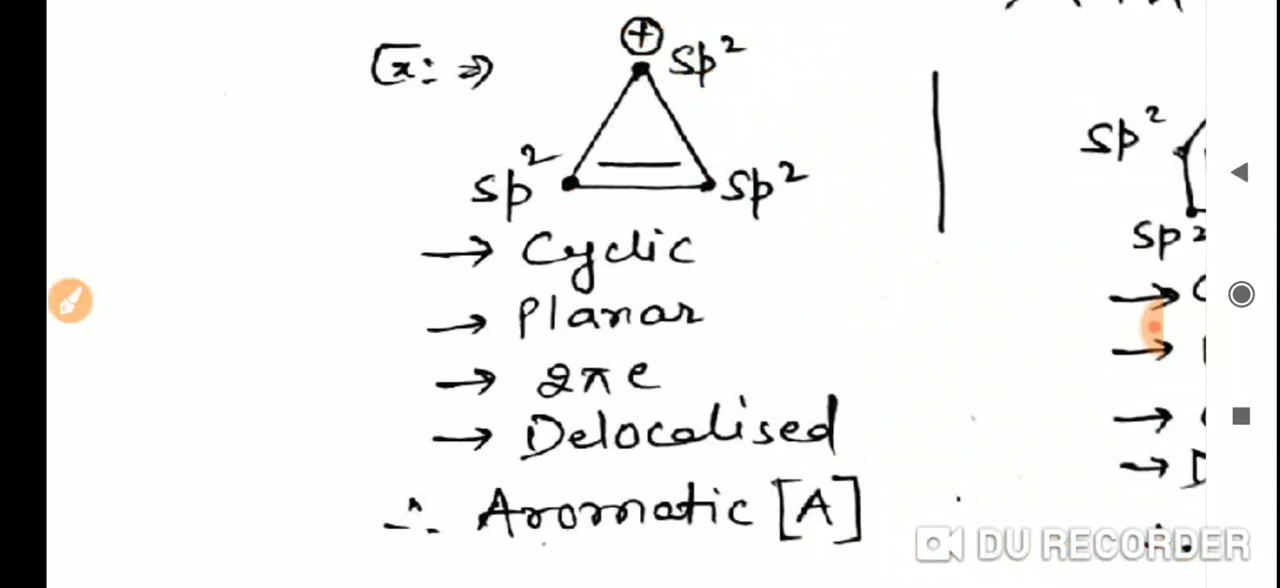 Ex: ⇒
⊕
sp²
sp² sp²
→ Cyclic
→ Planar
→ 2πe
→ Delocalised
∴ Aromatic [A]
sp²
sp²
→
→
→
→ D
∴
DU RECORDER